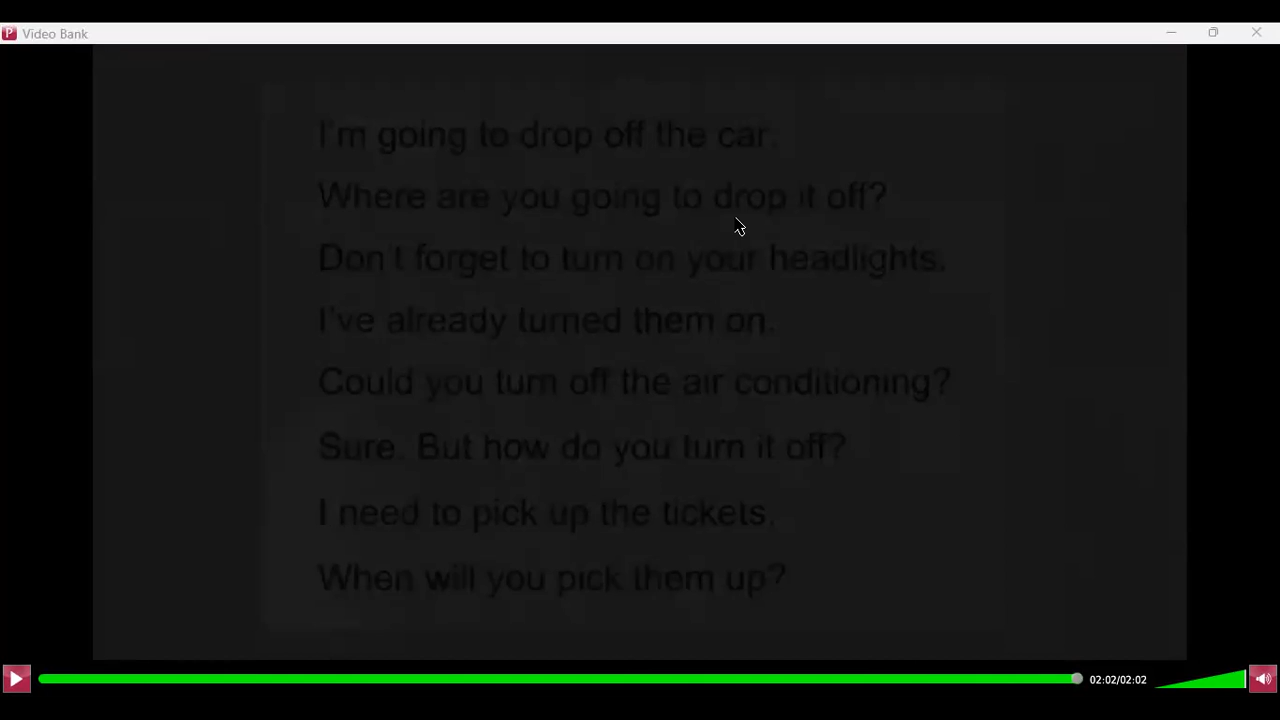 Video Bank
I'm going to drop off the car.
Where are you going to drop it off?
Don't forget to turn on your headlights.
I've already turned them on.
Could you turn off the air conditioning?
Sure. But how do you turn it off?
I need to pick up the tickets.
When will you pick them up?
02:02/02:02